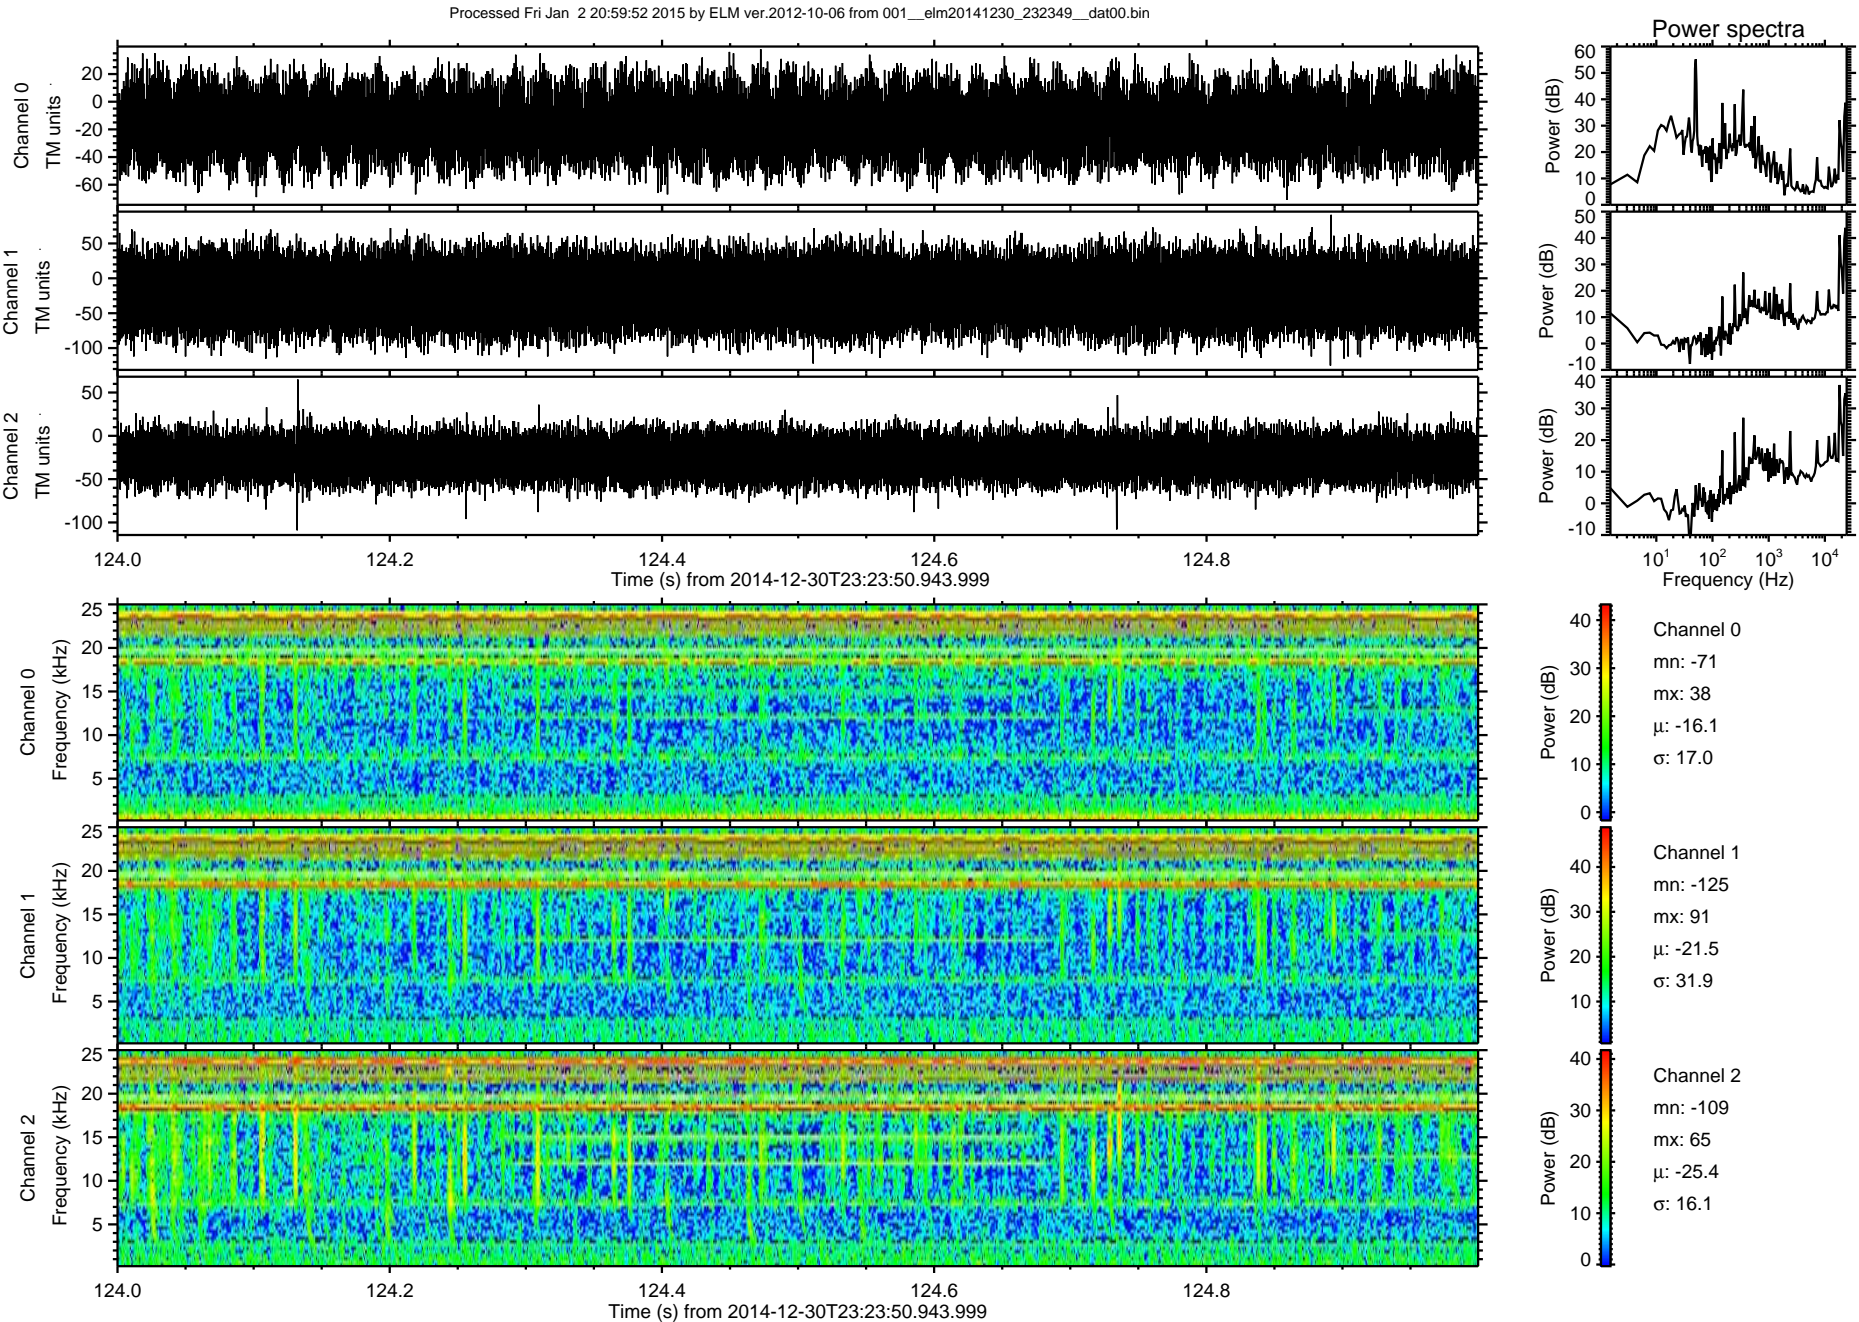 Processed Fri Jan  2 20:59:52 2015 by ELM ver.2012-10-06 from 001__elm20141230_232349__dat00.bin
Power spectra
Channel 0
TM units
20
0
-20
-40
-60
Power (dB)
60
50
40
30
20
10
0
Channel 1
TM units
50
0
-50
-100
Power (dB)
50
40
30
20
10
0
-10
Channel 2
TM units
50
0
-50
-100
Power (dB)
40
30
20
10
0
-10
124.0
124.2
124.4
124.6
124.8
Time (s) from 2014-12-30T23:23:50.943.999
10^1
10^2
10^3
10^4
Frequency (Hz)
Channel 0
Frequency (kHz)
25
20
15
10
5
Power (dB)
40
30
20
10
0
Channel 0
mn: -71
mx: 38
μ: -16.1
σ: 17.0
Channel 1
Frequency (kHz)
25
20
15
10
5
Power (dB)
40
30
20
10
Channel 1
mn: -125
mx: 91
μ: -21.5
σ: 31.9
Channel 2
Frequency (kHz)
25
20
15
10
5
Power (dB)
40
30
20
10
0
Channel 2
mn: -109
mx: 65
μ: -25.4
σ: 16.1
124.0
124.2
124.4
124.6
124.8
Time (s) from 2014-12-30T23:23:50.943.999